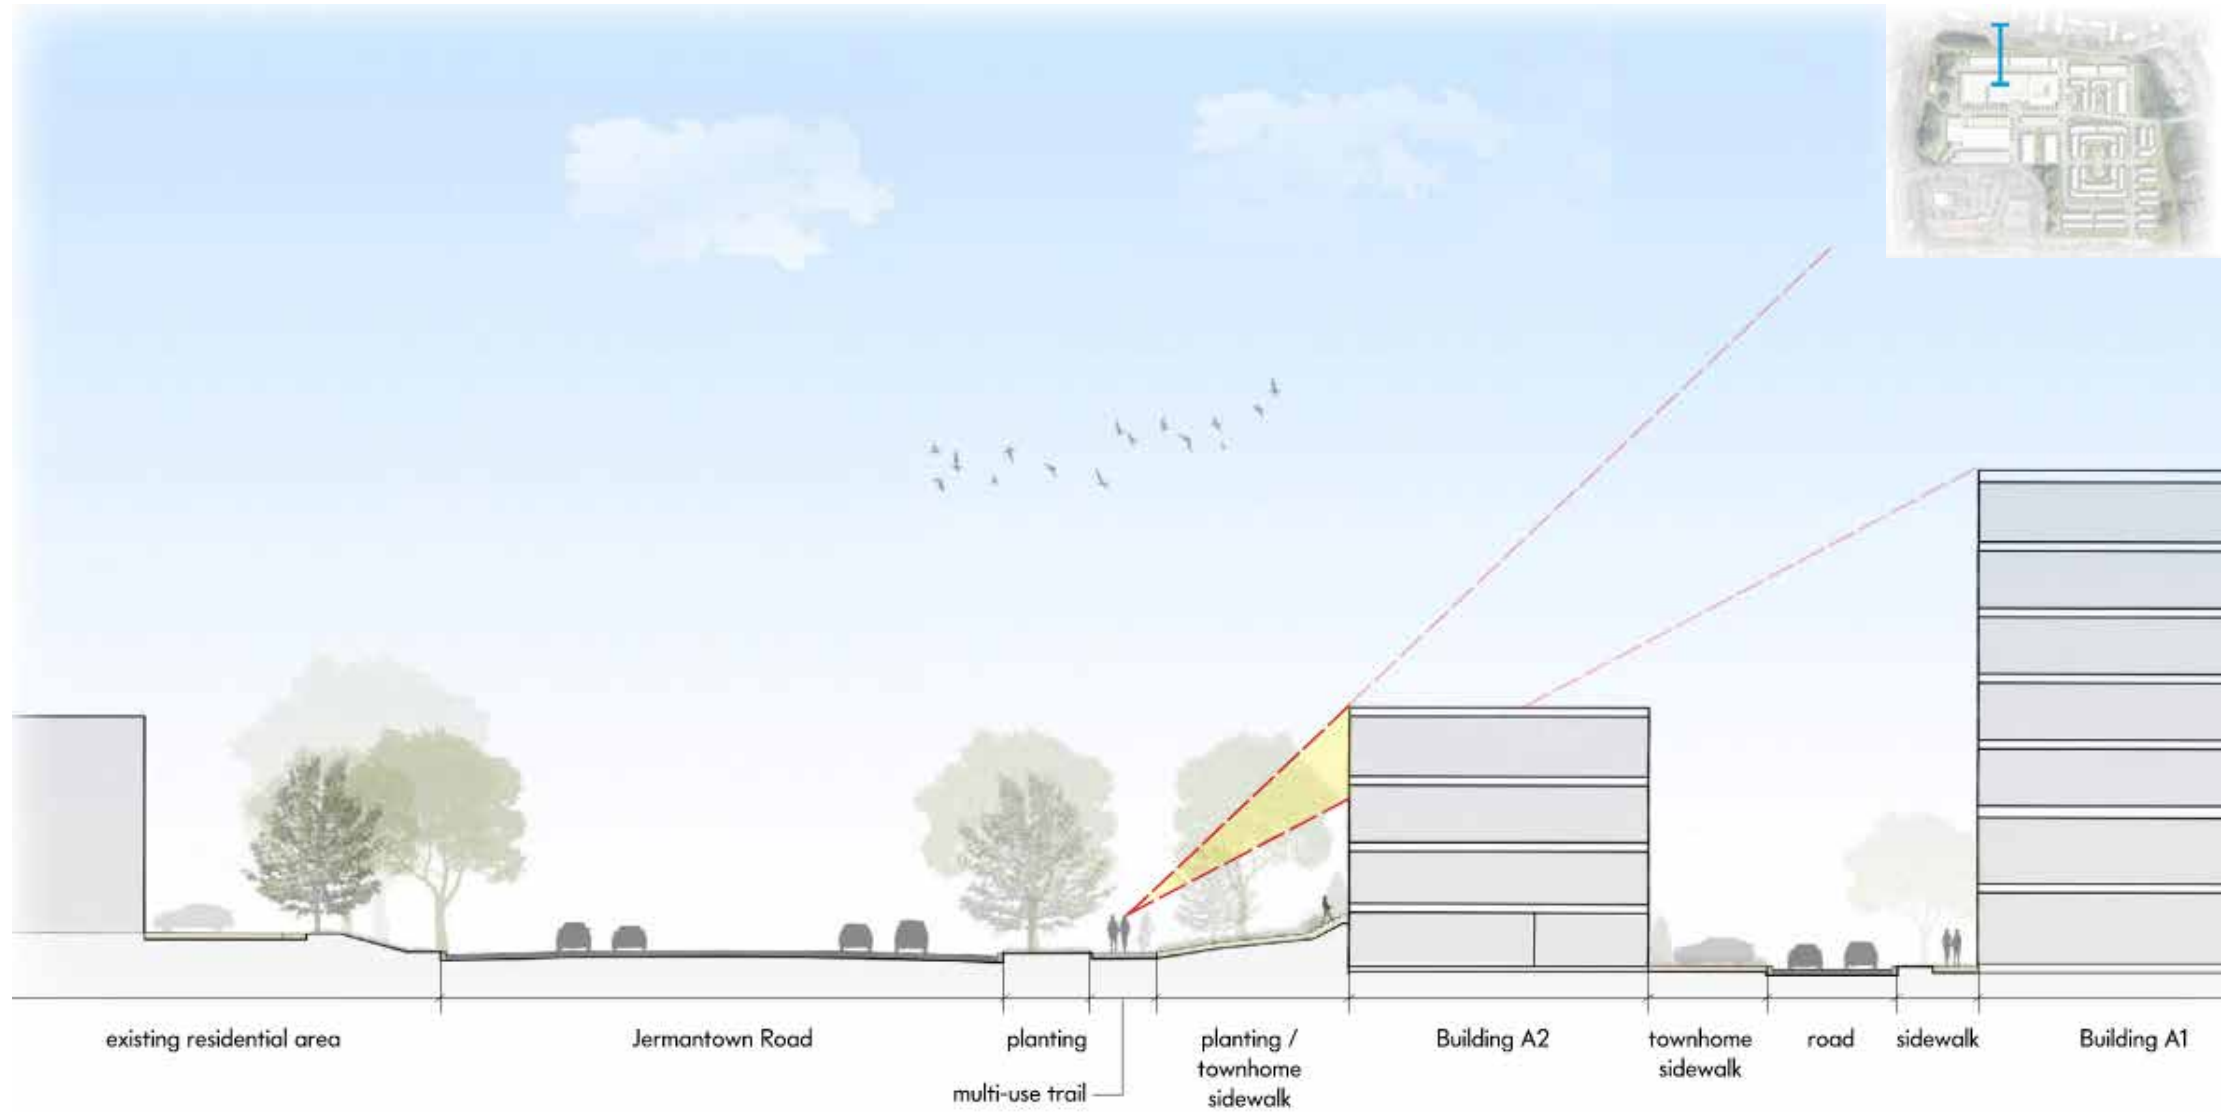 existing residential area
Jermantown Road
planting
multi-use trail
planting /
townhome
sidewalk
Building A2
townhome
sidewalk
road
sidewalk
Building A1